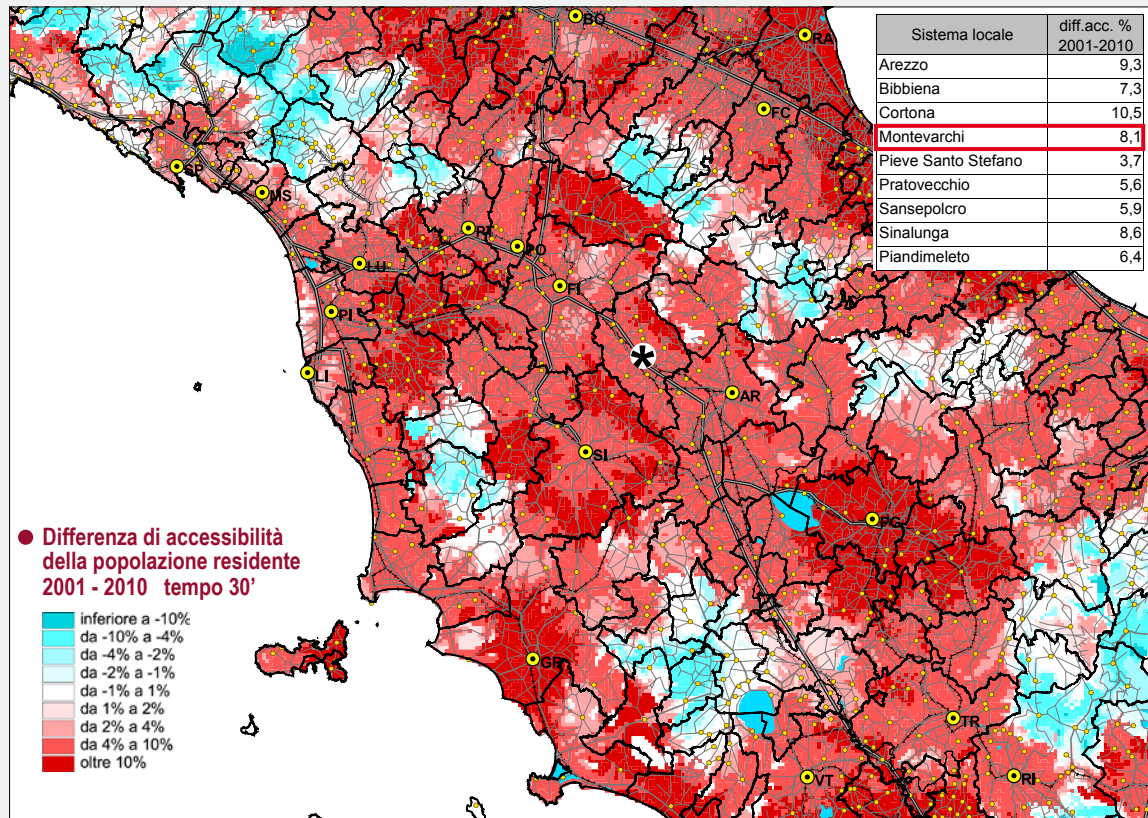 Sistema locale diff.acc. % 2001-2010
Arezzo 9,3
Bibbiena 7,3
Cortona 10,5
Montevarchi 8,1
Pieve Santo Stefano 3,7
Pratovecchio 5,6
Sansepolcro 5,9
Sinalunga 8,6
Piandimeleto 6,4
BO
RA
FC
SP
MS
PT
PO
LU
FI
PI
*
LI
AR
SI
PG
GR
TR
VT
RI
Differenza di accessibilità
della popolazione residente
2001 - 2010 tempo 30'
inferiore a -10%
da -10% a -4%
da -4% a -2%
da -2% a -1%
da -1% a 1%
da 1% a 2%
da 2% a 4%
da 4% a 10%
oltre 10%